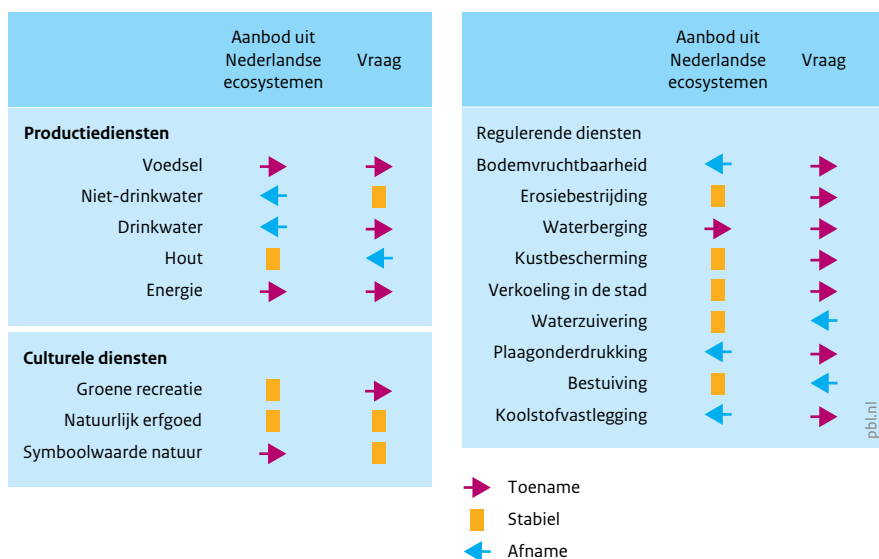 Aanbod uit
Nederlandse
ecosystemen
Vraag
Productiediensten
Voedsel
Niet-drinkwater
Drinkwater
Hout
Energie
Culturele diensten
Groene recreatie
Natuurlijk erfgoed
Symboolwaarde natuur
Aanbod uit
Nederlandse
ecosystemen
Vraag
Regulerende diensten
Bodemvruchtbaarheid
Erosiebestrijding
Waterberging
Kustbescherming
Verkoeling in de stad
Waterzuivering
Plaagonderdrukking
Bestuiving
Koolstofvastlegging
pbl.nl
Toename
Stabiel
Afname